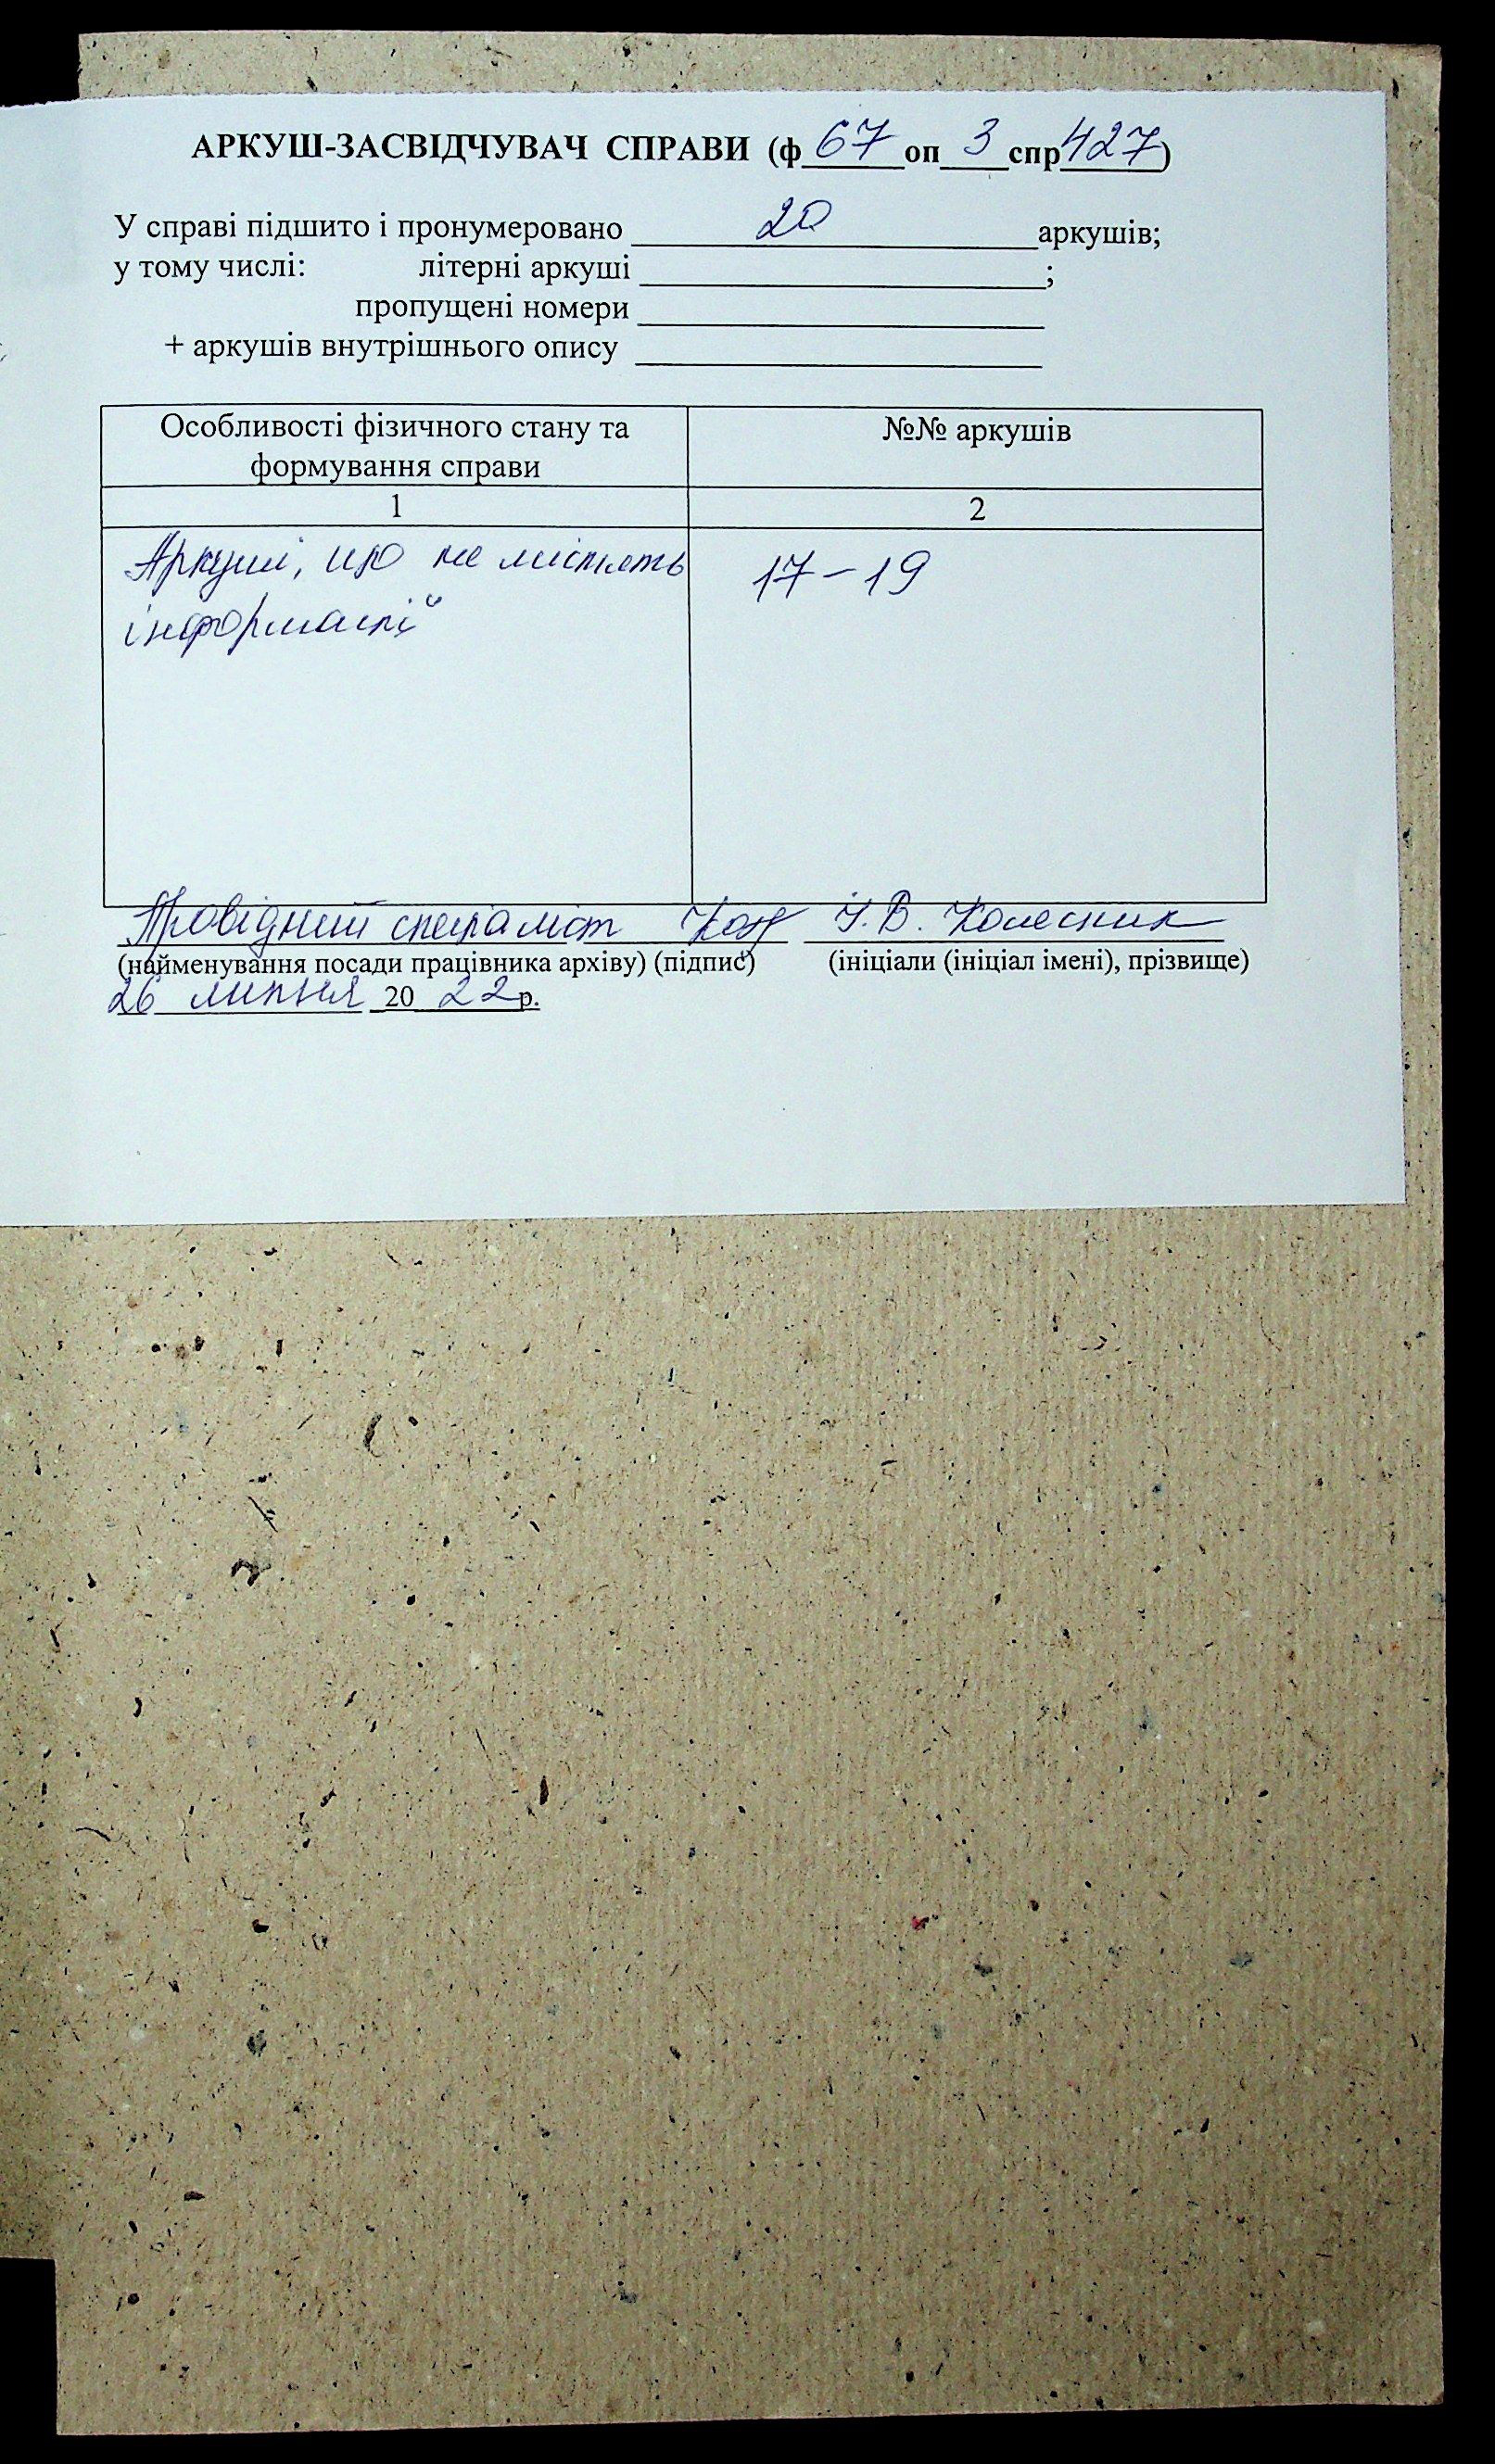 АРКУШ-ЗАСВІДЧУВАЧ СПРАВИ (ф 67 оп 3 спр 427)
У справі підшито і пронумеровано 20 аркушів;
у тому числі: літерні аркуші ;
пропущені номери
+ аркушів внутрішнього опису
Особливості фізичного стану та формування справи
№№ аркушів
1 2
Аркуші, що не містять 17-19
інформації
Провідний спеціаліст І.В. Колесник
(найменування посади працівника архіву) (підпис) (ініціали (ініціал імені), прізвище)
26 липня 20 22 р.